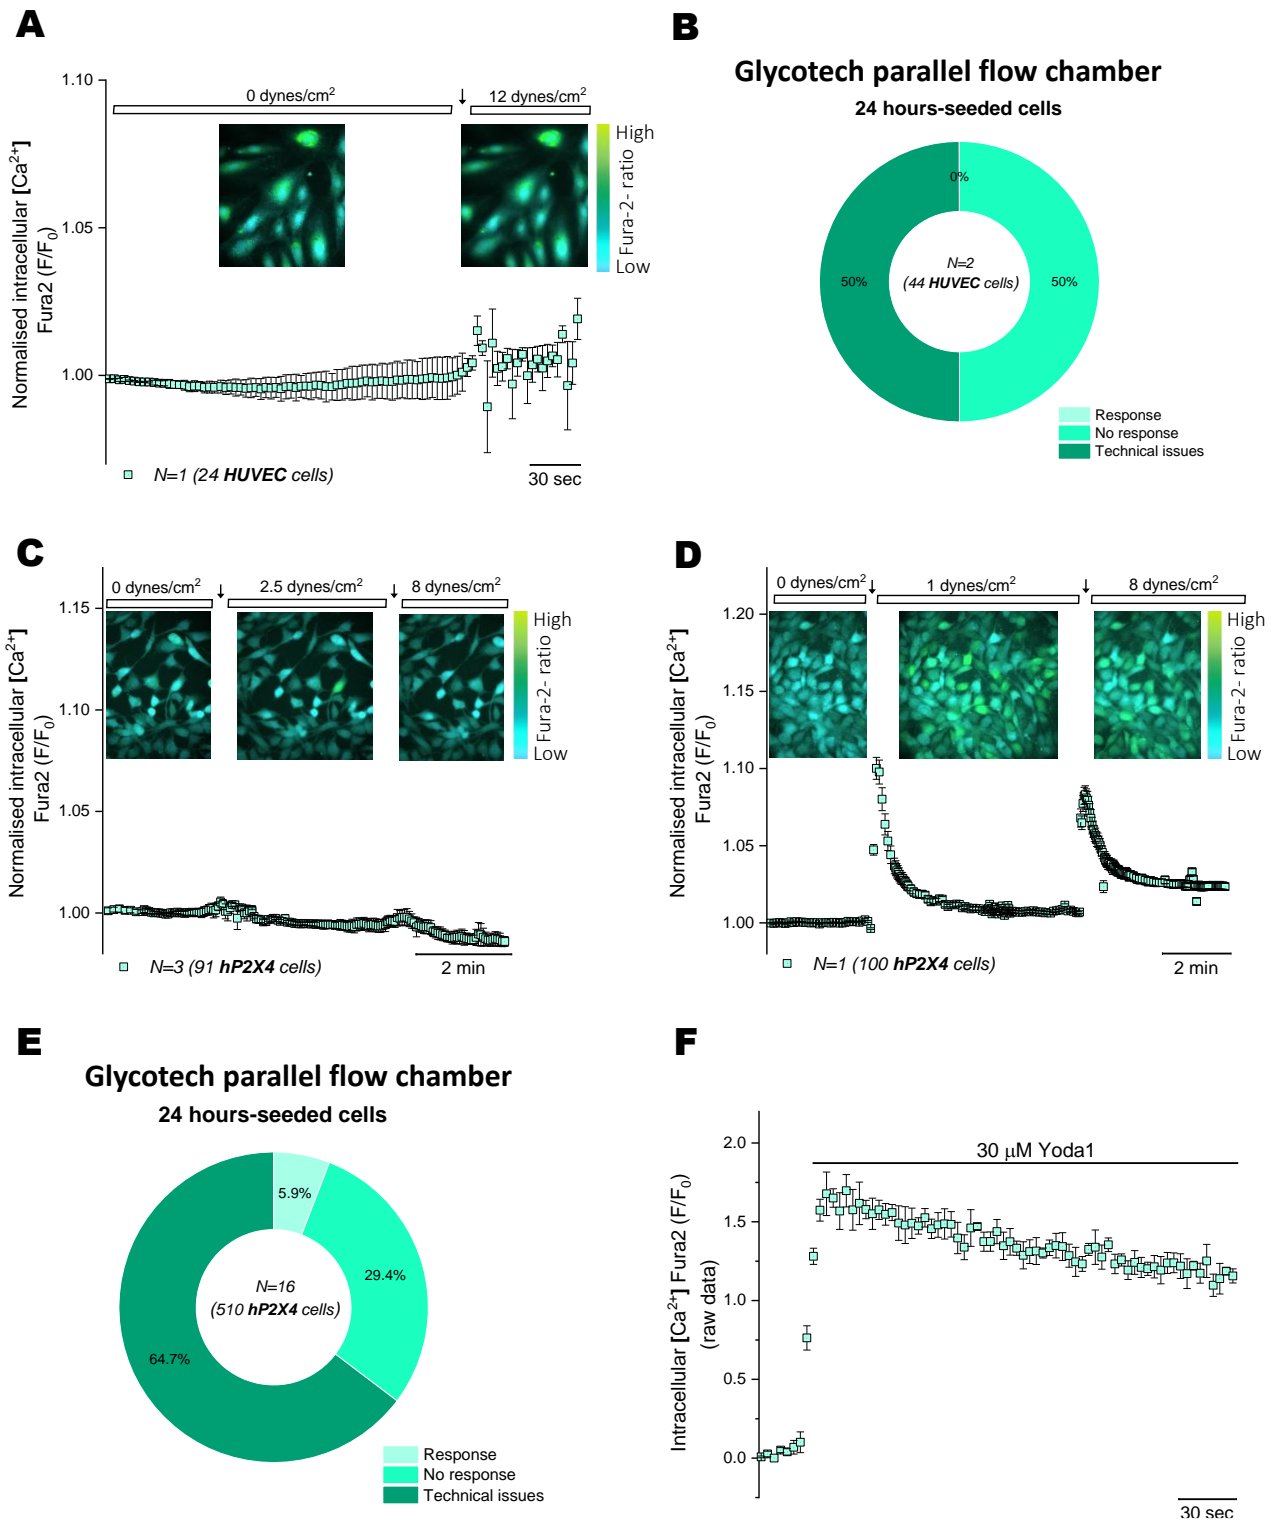 A
1.10
1.05
1.00
Normalised intracellular [Ca²⁺]
Fura2 (F/F₀)
0 dynes/cm²
12 dynes/cm²
High
Fura-2- ratio
Low
N=1 (24 HUVEC cells)
30 sec
B
Glycotech parallel flow chamber
24 hours-seeded cells
0%
50%
50%
N=2
(44 HUVEC cells)
Response
No response
Technical issues
C
1.15
1.10
1.05
1.00
Normalised intracellular [Ca²⁺]
Fura2 (F/F₀)
0 dynes/cm²
2.5 dynes/cm²
8 dynes/cm²
High
Fura-2- ratio
Low
N=3 (91 hP2X4 cells)
2 min
D
1.20
1.15
1.10
1.05
1.00
Normalised intracellular [Ca²⁺]
Fura2 (F/F₀)
0 dynes/cm²
1 dynes/cm²
8 dynes/cm²
High
Fura-2- ratio
Low
N=1 (100 hP2X4 cells)
2 min
E
Glycotech parallel flow chamber
24 hours-seeded cells
5.9%
29.4%
64.7%
N=16
(510 hP2X4 cells)
Response
No response
Technical issues
F
2.0
1.5
1.0
0.5
0.0
Intracellular [Ca²⁺] Fura2 (F/F₀)
(raw data)
30 µM Yoda1
30 sec